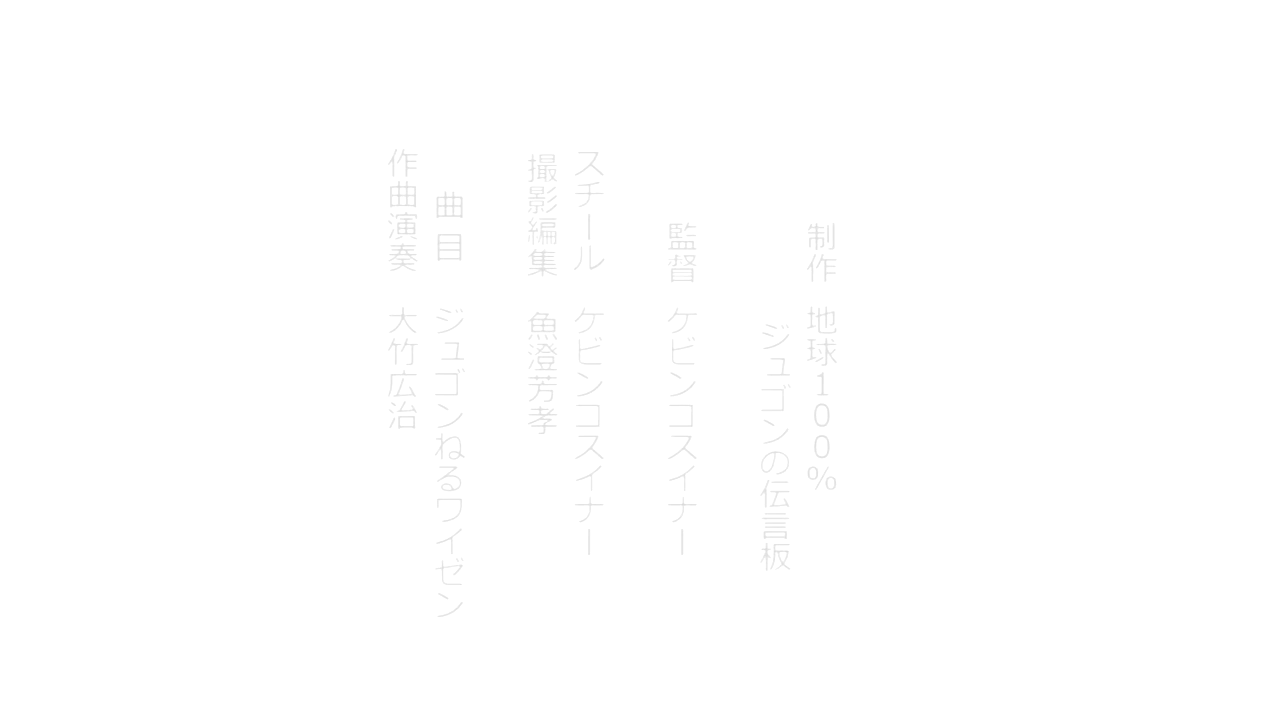 制作 地球100%
ジュゴンの伝言板
監督 ケビンコスイナー
スチール ケビンコスイナー
撮影編集 魚澄芳孝
曲目 ジュゴンねるワイゼン
作曲演奏 大竹広治